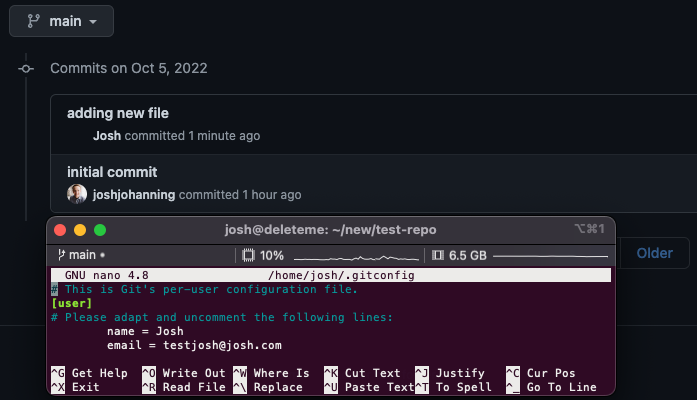 main
Commits on Oct 5, 2022
adding new file
Josh committed 1 minute ago
initial commit
joshjohanning committed 1 hour ago
Older
josh@deleteme: ~/new/test-repo ⌥⌘1
main 10% 6.5 GB
GNU nano 4.8 /home/josh/.gitconfig
# This is Git's per-user configuration file.
[user]
# Please adapt and uncomment the following lines:
name = Josh
email = testjosh@josh.com
^G Get Help ^O Write Out ^W Where Is ^K Cut Text ^J Justify ^C Cur Pos
^X Exit ^R Read File ^\ Replace ^U Paste Text ^T To Spell ^_ Go To Line